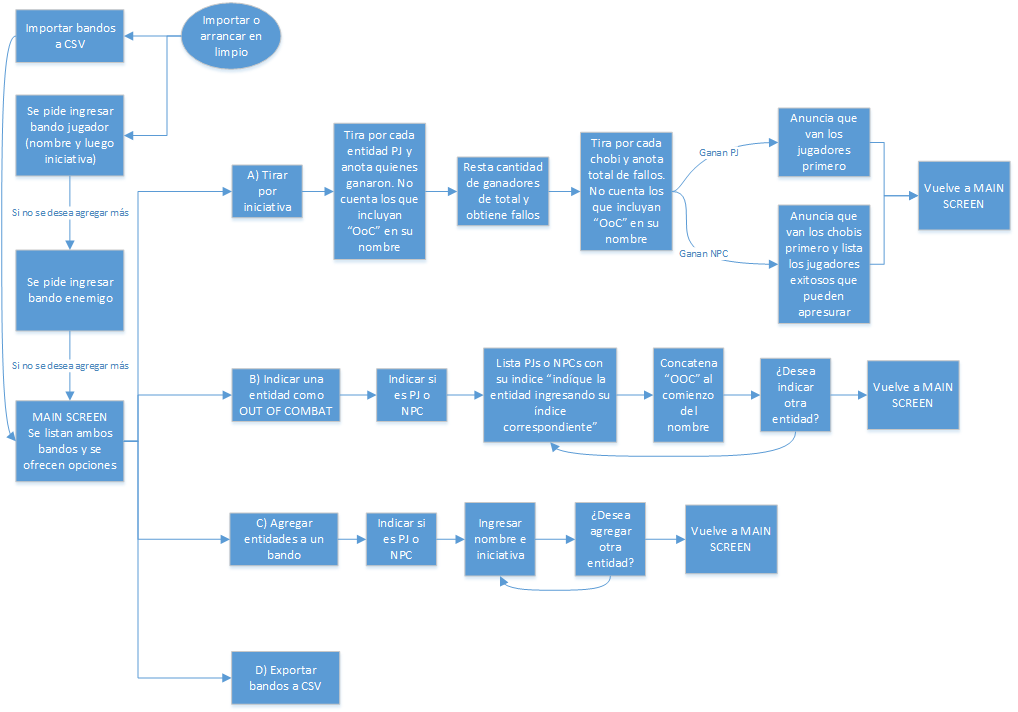 Importar o
arrancar en
limpio
Importar bandos
a CSV
Se pide ingresar
bando jugador
(nombre y luego
iniciativa)
Si no se desea agregar más
Se pide ingresar
bando enemigo
Si no se desea agregar más
MAIN SCREEN
Se listan ambos
bandos y se
ofrecen opciones
A) Tirar
por
iniciativa
Tira por cada
entidad PJ y
anota quienes
ganaron. No
cuenta los que
incluyan
“OoC” en su
nombre
Resta cantidad
de ganadores
de total y
obtiene fallos
Tira por cada
chobi y anota
total de fallos.
No cuenta los
que incluyan
“OoC” en su
nombre
Ganan PJ
Anuncia que
van los
jugadores
primero
Ganan NPC
Anuncia que
van los chobis
primero y lista
los jugadores
exitosos que
pueden
apresurar
Vuelve a MAIN
SCREEN
B) Indicar una
entidad como
OUT OF COMBAT
Indicar si
es PJ o
NPC
Lista PJs o NPCs con
su indice “indíque la
entidad ingresando su
índice
correspondiente”
Concatena
“OOC” al
comienzo
del
nombre
¿Desea
indicar
otra
entidad?
Vuelve a MAIN
SCREEN
C) Agregar
entidades a un
bando
Indicar si
es PJ o
NPC
Ingresar
nombre e
iniciativa
¿Desea
agregar
otra
entidad?
Vuelve a MAIN
SCREEN
D) Exportar
bandos a CSV